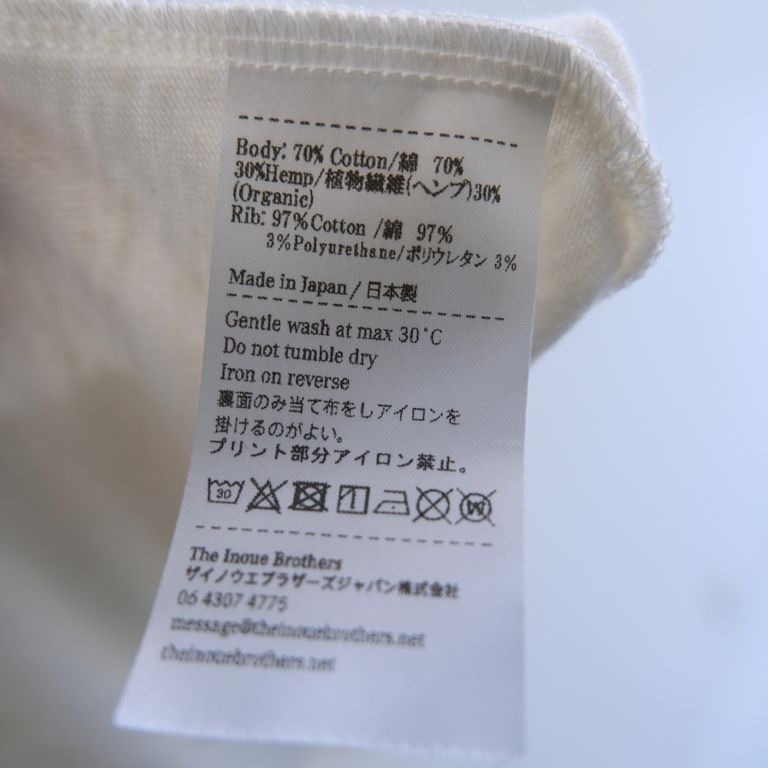 Body: 70% Cotton/綿 70%
30%Hemp/植物繊維(ヘンプ)30%
(Organic)
Rib: 97%Cotton /綿 97%
3%Polyurethane/ポリウレタン 3%
Made in Japan / 日本製
Gentle wash at max 30°C
Do not tumble dry
Iron on reverse
裏面のみ当て布をしアイロンを
掛けるのがよい。
プリント部分アイロン禁止。
30 W
The Inoue Brothers
ザイノウエブラザーズジャパン株式会社
06 4307 4775
message@theinouebrothers.net
theinouebrothers.net